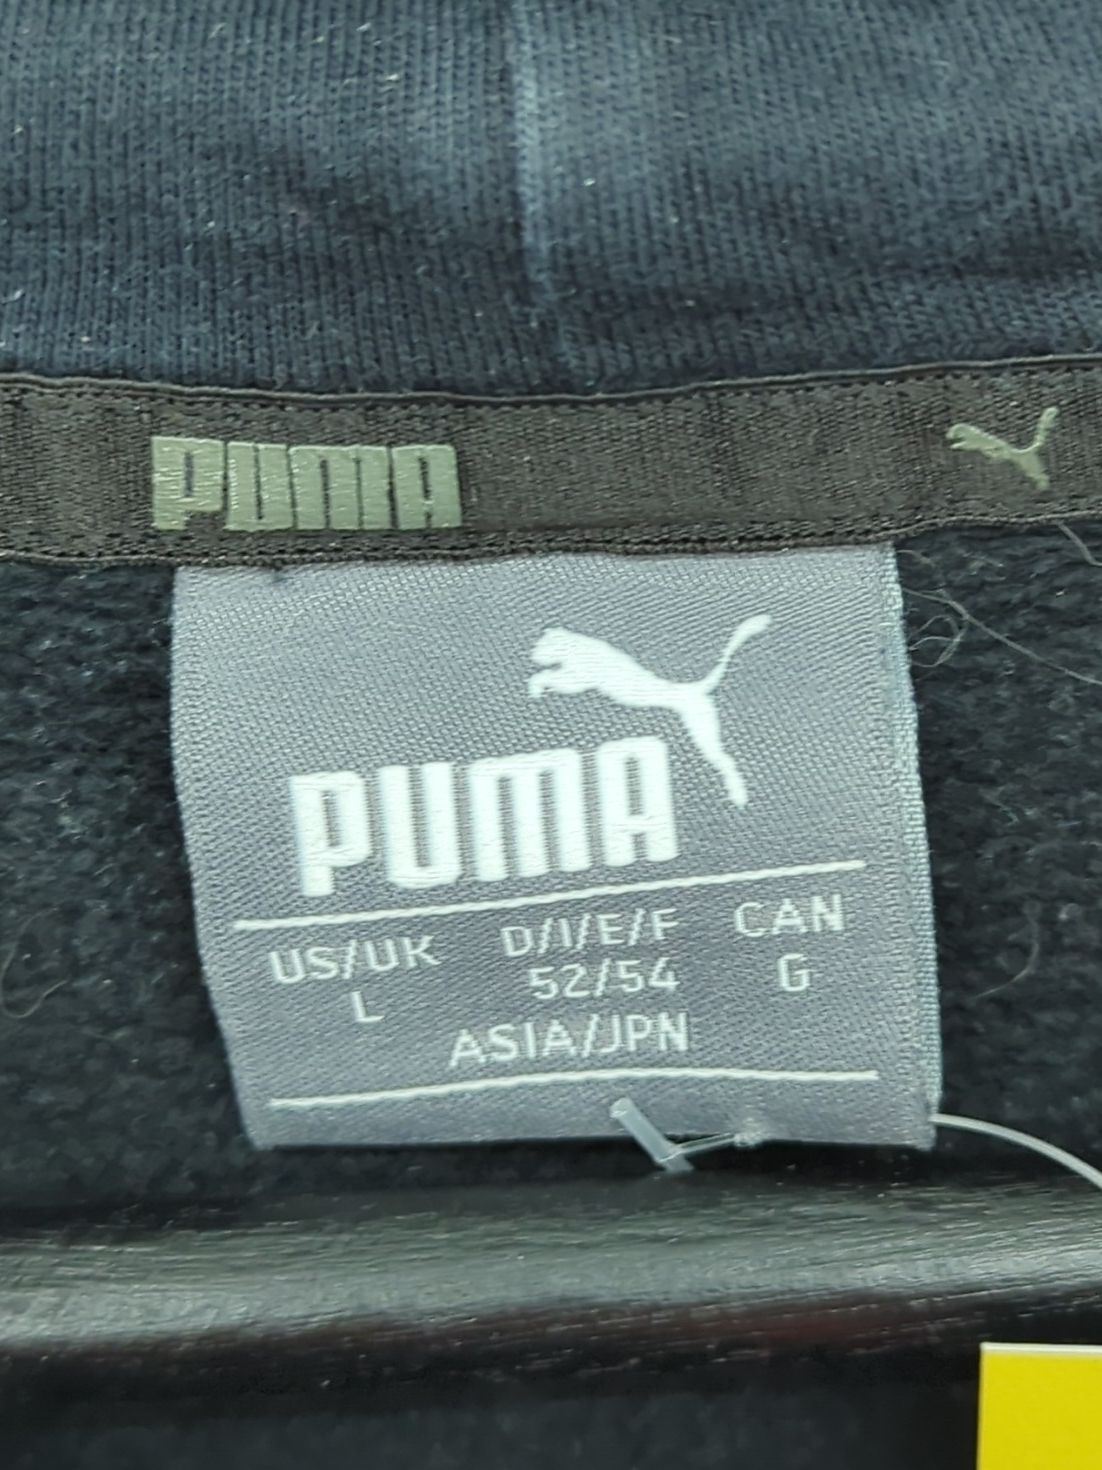 PUMA
PUMA
US/UK D/I/E/F CAN
L 52/54 G
ASIA/JPN